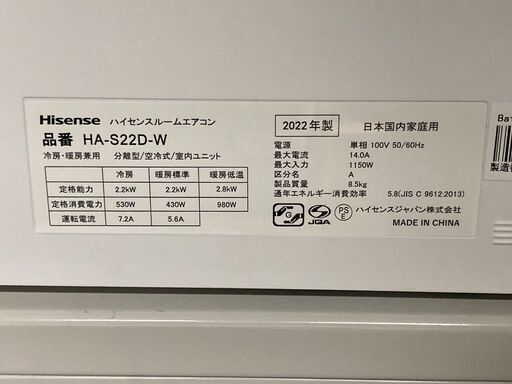 Hisense ハイセンスルームエアコン
品番 HA-S22D-W
冷房・暖房兼用 分離型/空冷式/室内ユニット
冷房 暖房標準 暖房低温
定格能力 2.2kW 2.2kW 2.8kW
定格消費電力 530W 430W 980W
運転電流 7.2A 5.6A
2022年製 日本国内家庭用
電源 単相 100V 50/60Hz
最大電流 14.0A
最大入力 1150W
区分名 A
製品質量 8.5kg
通年エネルギー消費効率 5.8(JIS C 9612:2013)
G JQA PS E ハイセンスジャパン株式会社
MADE IN CHINA
製造